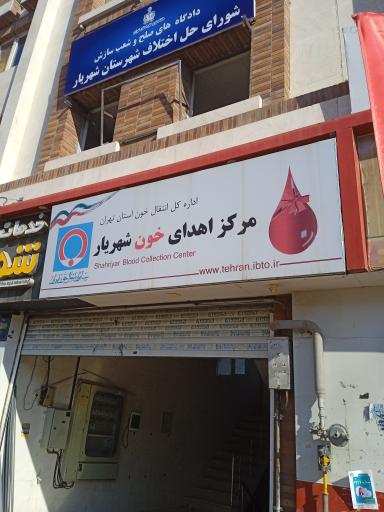 دادگاه های صلح و شعب سازش
شورای حل اختلاف شهرستان شهریار
اداره کل انتقال خون استان تهران
مرکز اهدای خون شهریار
Shahriyar Blood Collection Center
www.tehran.ibto.ir
خدمات